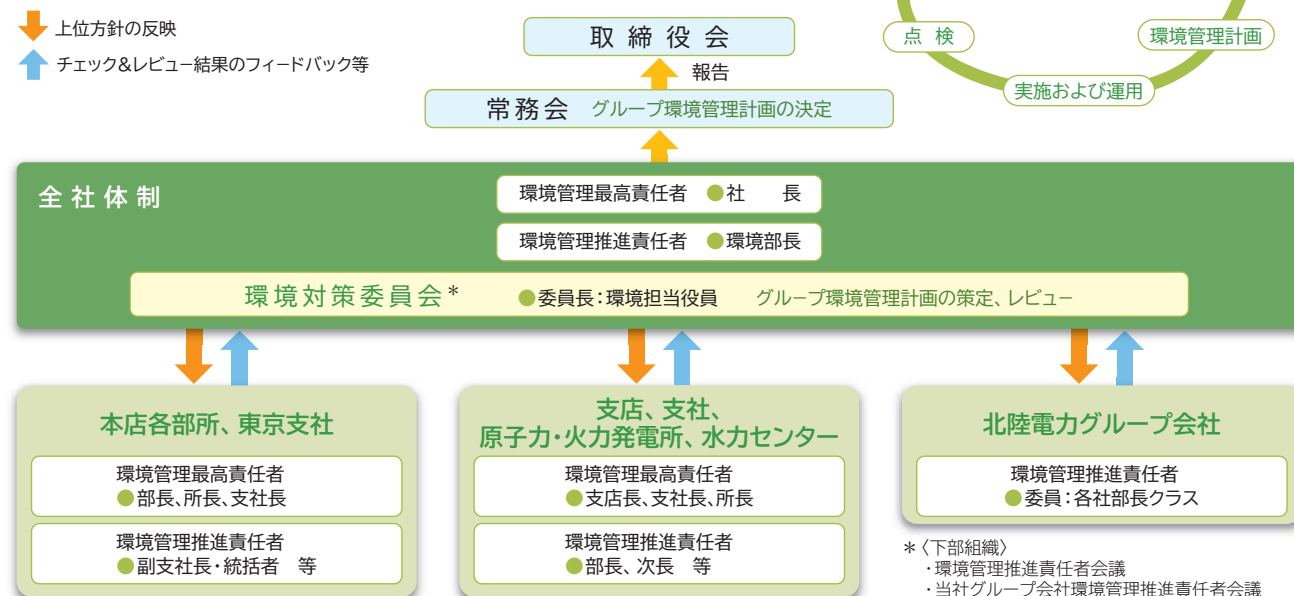 上位方針の反映
チェック&レビュー結果のフィードバック等
取締役会
報告
常務会 グループ環境管理計画の決定
点 検
環境管理計画
実施および運用
全社体制
環境管理最高責任者 ●社 長
環境管理推進責任者 ●環境部長
環境対策委員会* ●委員長：環境担当役員 グループ環境管理計画の策定、レビュー
本店各部所、東京支社
環境管理最高責任者
●部長、所長、支社長
環境管理推進責任者
●副支社長・統括者 等
支店、支社、
原子力・火力発電所、水力センター
環境管理最高責任者
●支店長、支社長、所長
環境管理推進責任者
●部長、次長 等
北陸電力グループ会社
環境管理推進責任者
●委員：各社部長クラス
*〈下部組織〉
・環境管理推進責任者会議
・当社グループ会社環境管理推進責任者会議